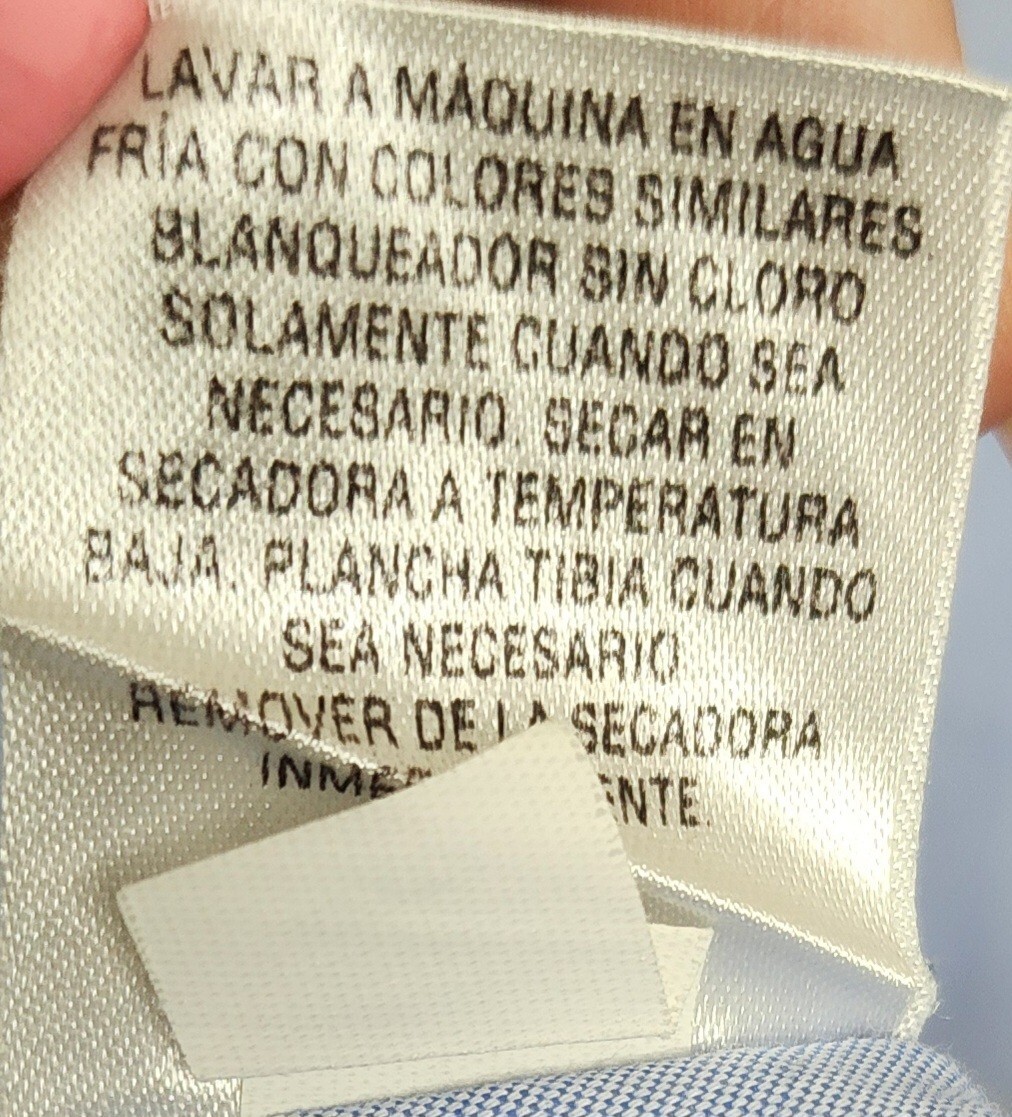 LAVAR A MÁQUINA EN AGUA
FRÍA CON COLORES SIMILARES
BLANQUEADOR SIN CLORO
SOLAMENTE CUANDO SEA
NECESARIO. SECAR EN
SECADORA A TEMPERATURA
BAJA. PLANCHA TIBIA CUANDO
SEA NECESARIO
REMOVER DE LA SECADORA